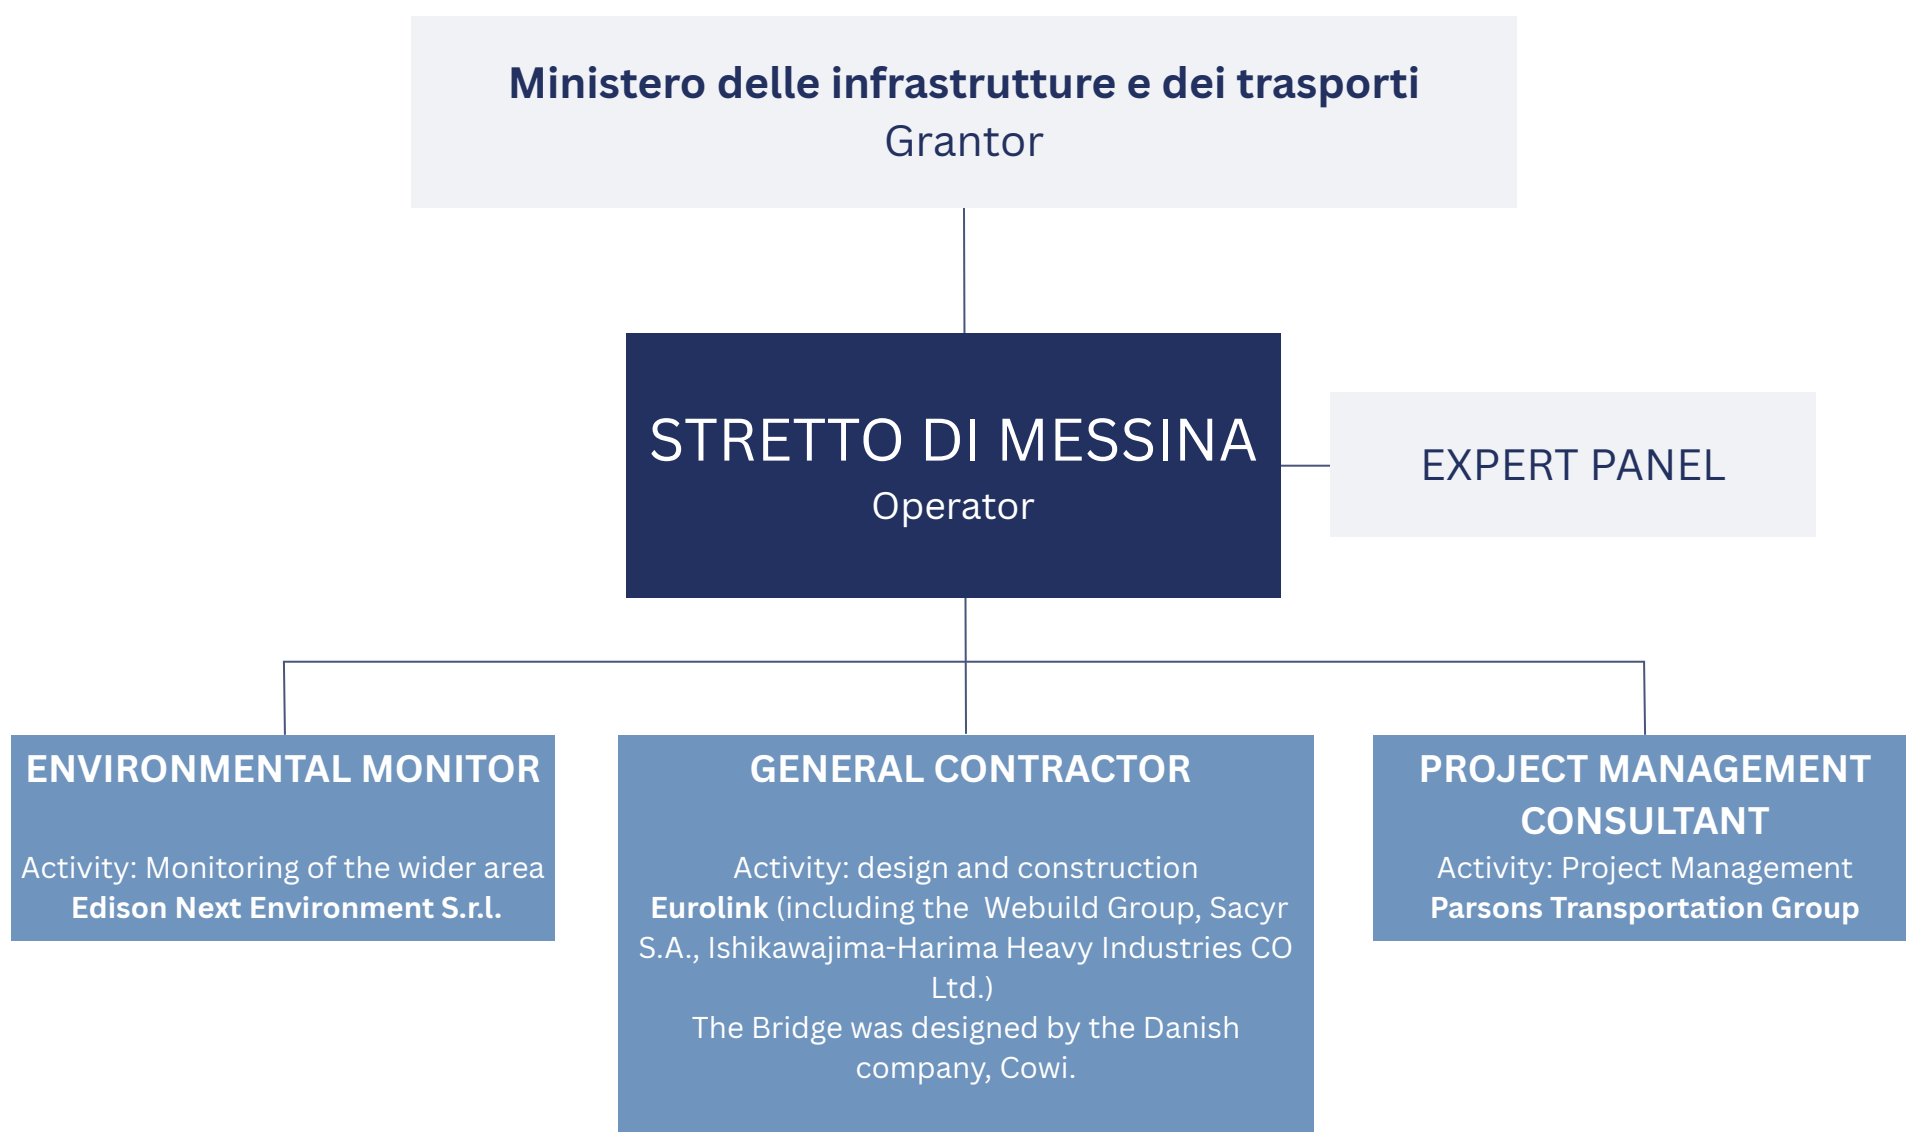 Ministero delle infrastrutture e dei trasporti
Grantor
STRETTO DI MESSINA
Operator
EXPERT PANEL
ENVIRONMENTAL MONITOR
Activity: Monitoring of the wider area
Edison Next Environment S.r.l.
GENERAL CONTRACTOR
Activity: design and construction
Eurolink (including the  Webuild Group, Sacyr
S.A., Ishikawajima-Harima Heavy Industries CO
Ltd.)
The Bridge was designed by the Danish
company, Cowi.
PROJECT MANAGEMENT
CONSULTANT
Activity: Project Management
Parsons Transportation Group